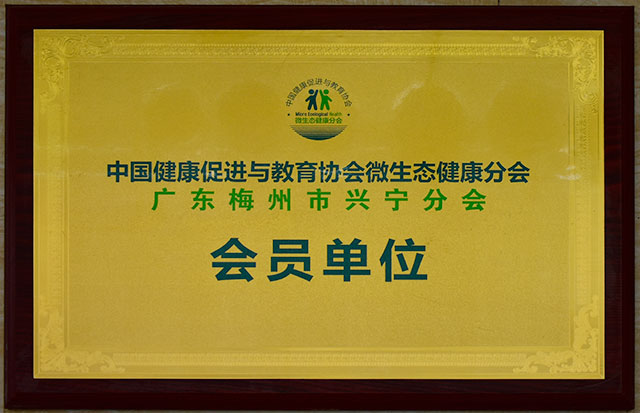 中国健康促进与教育协会
Micro Ecological Health
微生态健康分会
中国健康促进与教育协会微生态健康分会
广东梅州市兴宁分会
会员单位